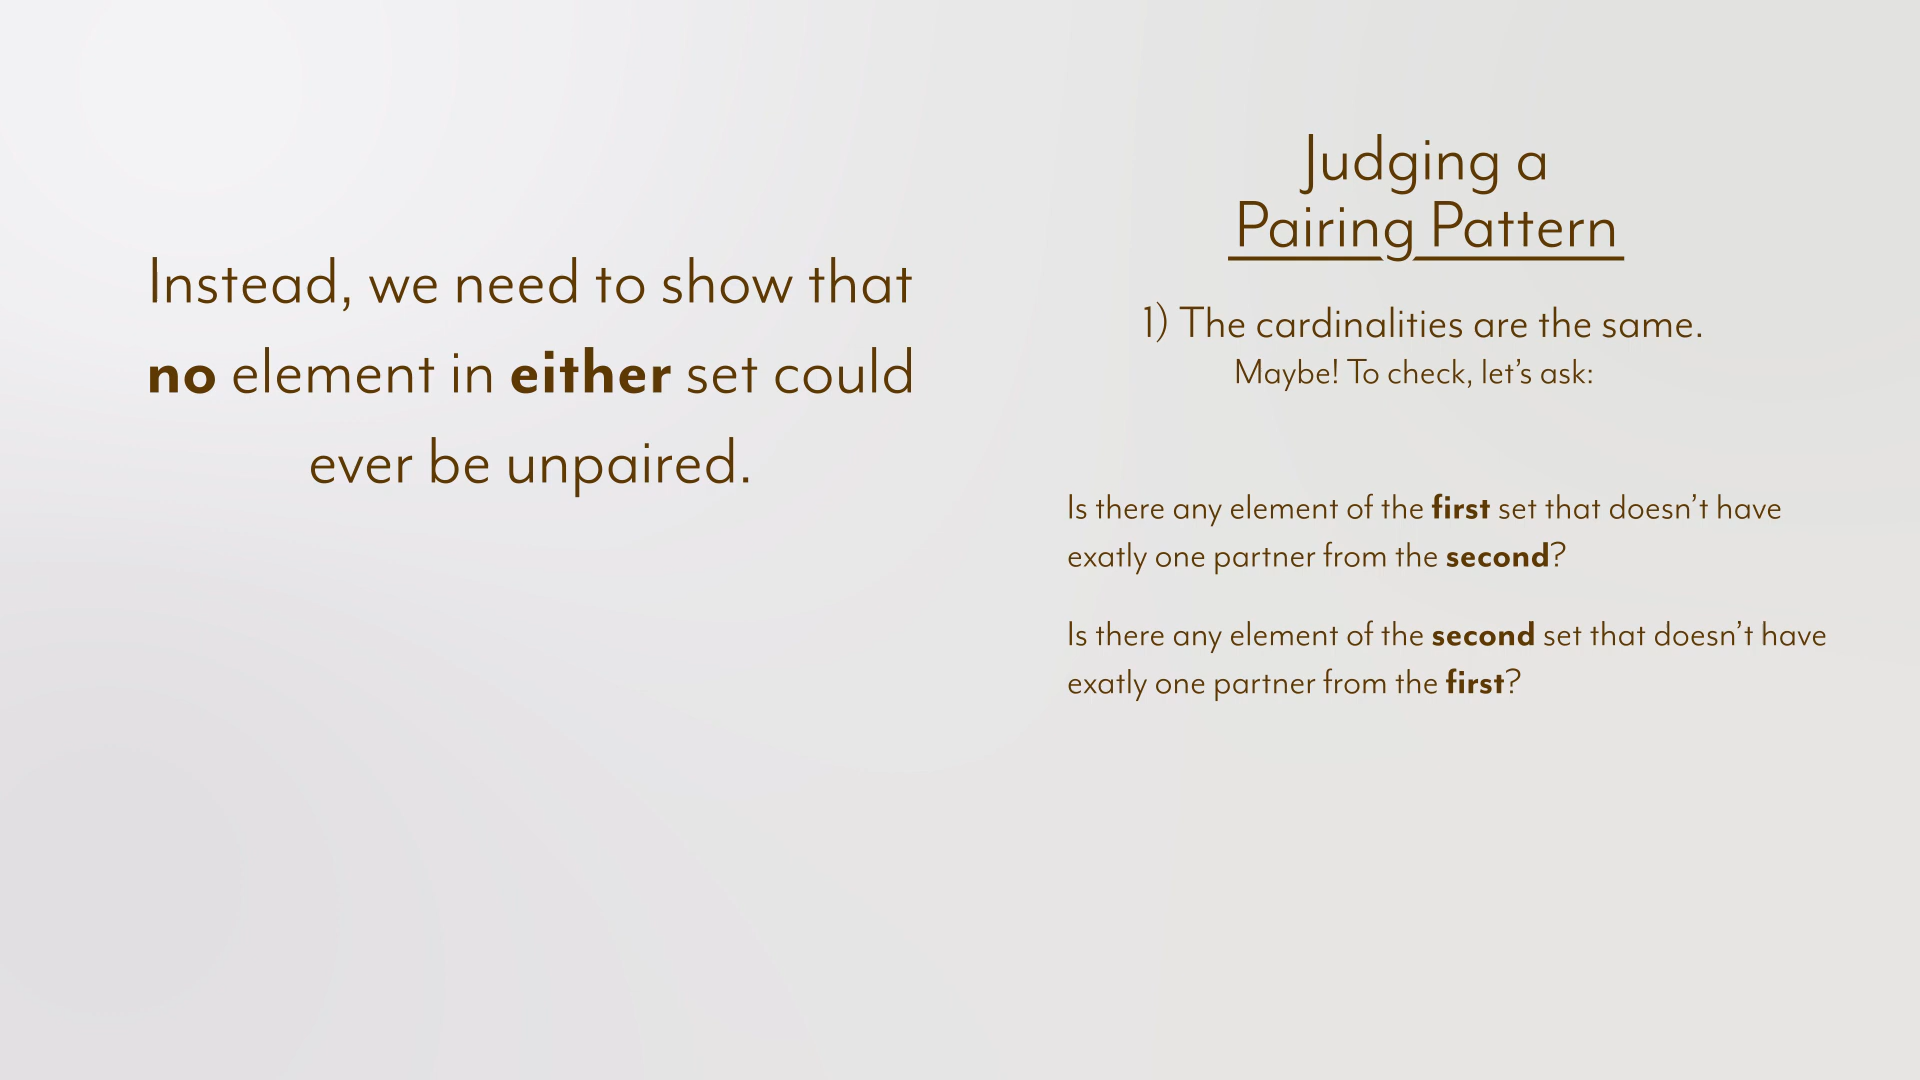 Instead, we need to show that
no element in either set could
ever be unpaired.
Judging a
Pairing Pattern
1) The cardinalities are the same.
Maybe! To check, let’s ask:
Is there any element of the first set that doesn’t have
exatly one partner from the second?
Is there any element of the second set that doesn’t have
exatly one partner from the first?